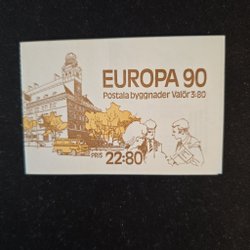 EUROPA 90
Postala byggnader Valör 3:80
PRIS 22:80